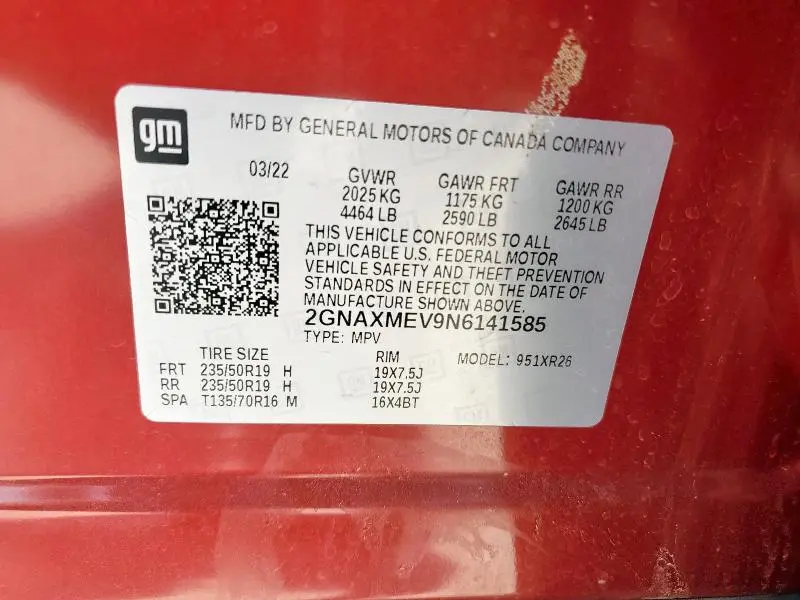 gm
MFD BY GENERAL MOTORS OF CANADA COMPANY
03/22
GVWR GAWR FRT GAWR RR
2025 KG 1175 KG 1200 KG
4464 LB 2590 LB 2645 LB
THIS VEHICLE CONFORMS TO ALL
APPLICABLE U.S. FEDERAL MOTOR
VEHICLE SAFETY AND THEFT PREVENTION
STANDARDS IN EFFECT ON THE DATE OF
MANUFACTURE SHOWN ABOVE.
2GNAXMEV9N6141585
TYPE: MPV
TIRE SIZE RIM MODEL: 951XR26
FRT 235/50R19 H 19X7.5J
RR 235/50R19 H 19X7.5J
SPA T135/70R16 M 16X4BT